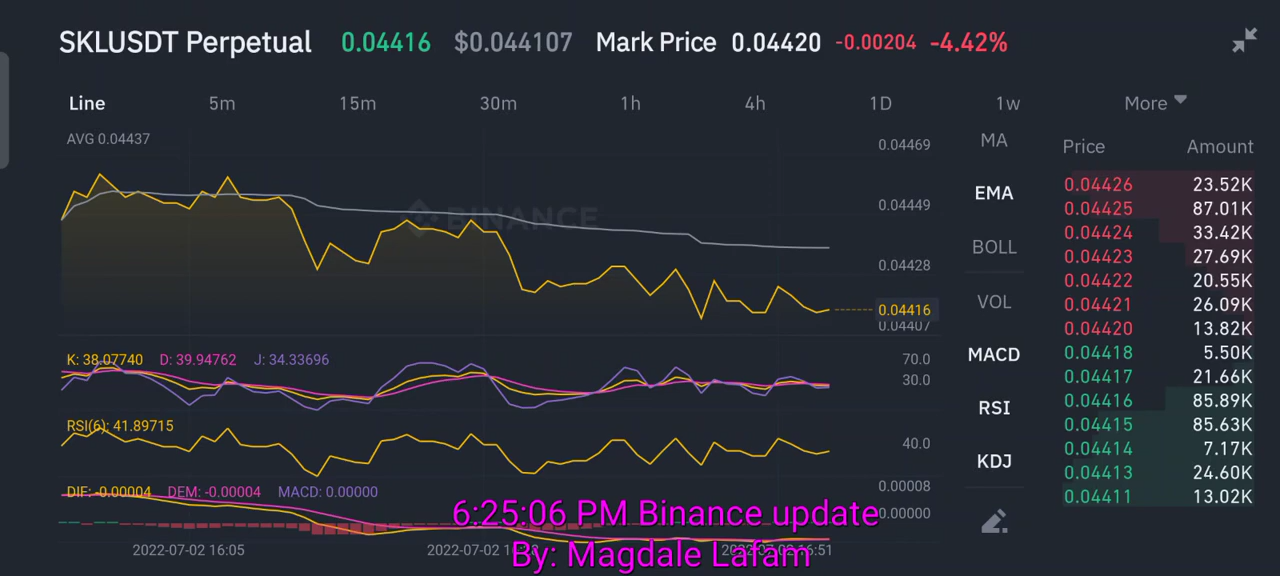 SKLUSDT Perpetual 0.04416 $0.044107 Mark Price 0.04420 -0.00204 -4.42%
Line 5m 15m 30m 1h 4h 1D 1w More
AVG 0.04437
0.04469
0.04449
0.04428
0.04416
0.04407
BINANCE
K: 38.07740 D: 39.94762 J: 34.33696
70.0
30.0
RSI(6): 41.89715
40.0
DIF: -0.00004 DEM: -0.00004 MACD: 0.00000
0.00008
0.00000
2022-07-02 16:05
MA
EMA
BOLL
VOL
MACD
RSI
KDJ
Price Amount
0.04426 23.52K
0.04425 87.01K
0.04424 33.42K
0.04423 27.69K
0.04422 20.55K
0.04421 26.09K
0.04420 13.82K
0.04418 5.50K
0.04417 21.66K
0.04416 85.89K
0.04415 85.63K
0.04414 7.17K
0.04413 24.60K
0.04411 13.02K
6:25:06 PM Binance update
By: Magdale Lafam